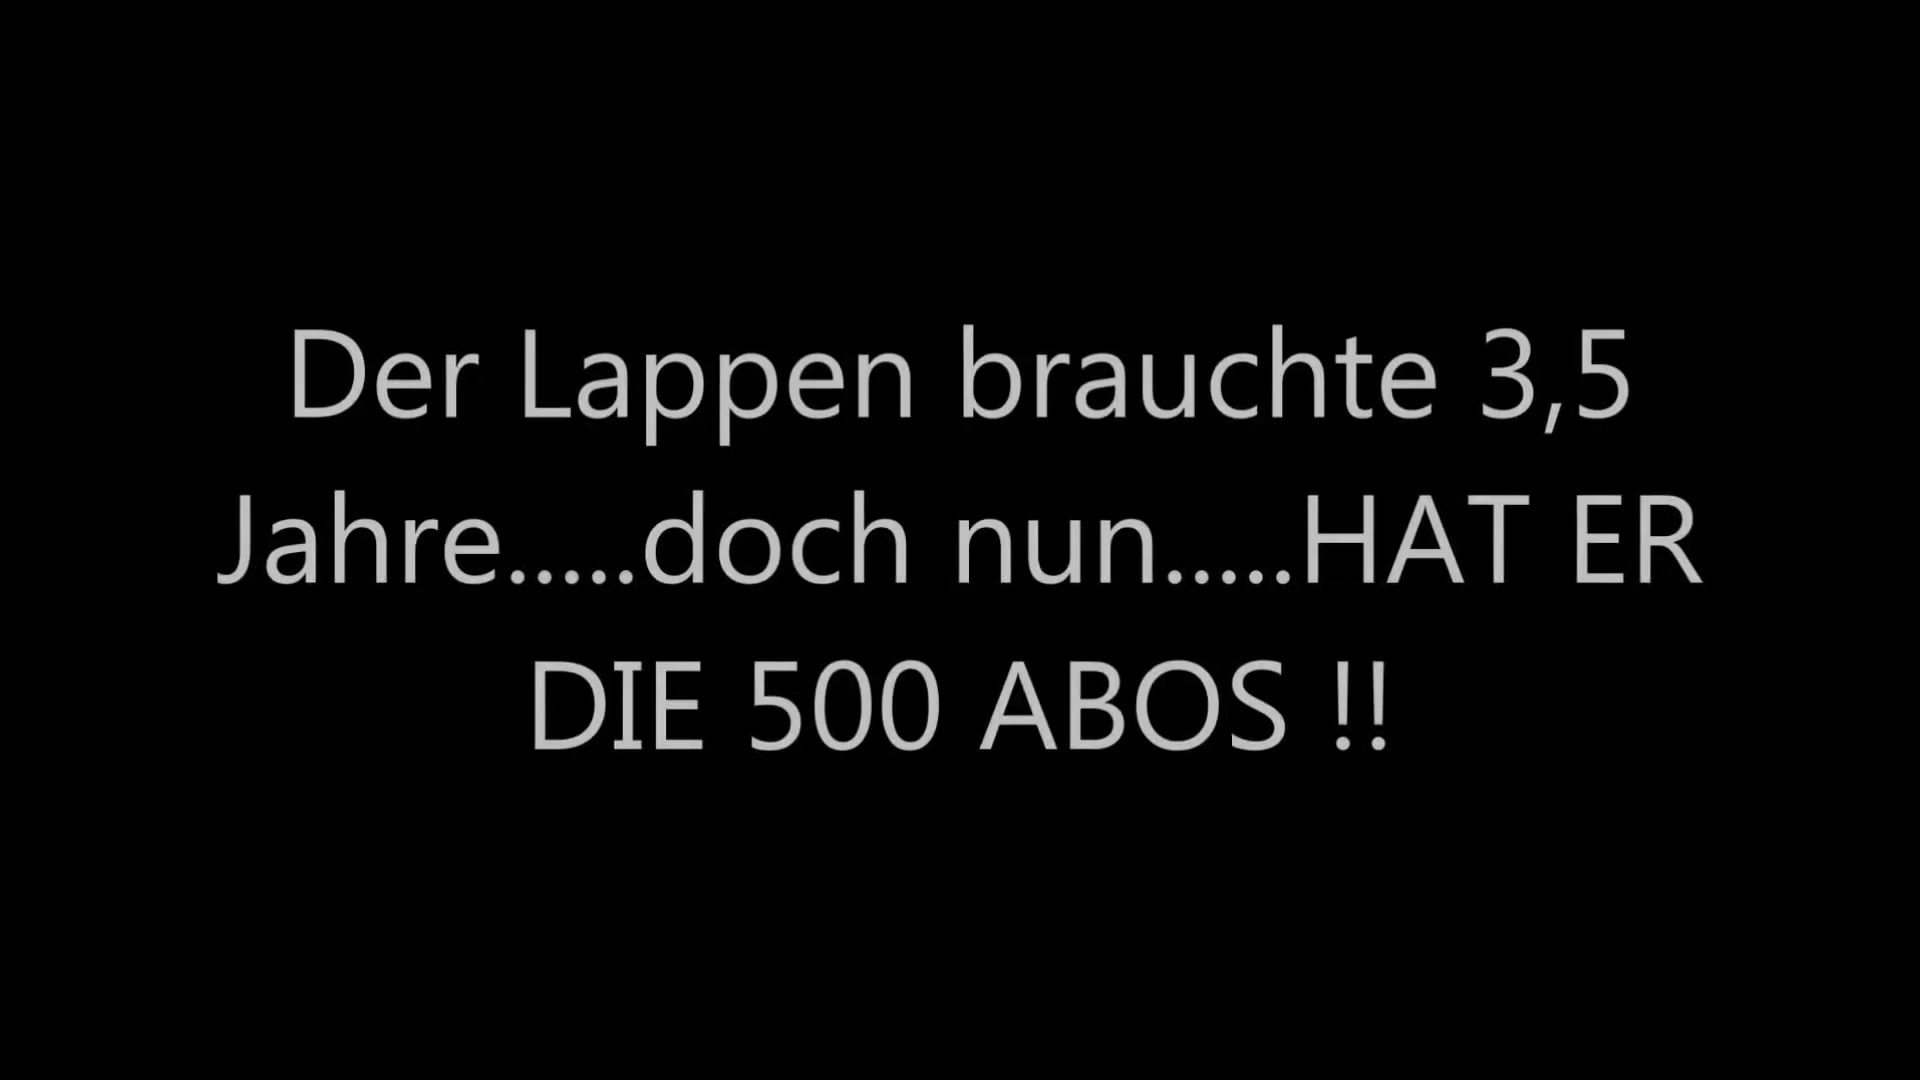 Der Lappen brauchte 3,5
Jahre.....doch nun.....HAT ER
DIE 500 ABOS !!